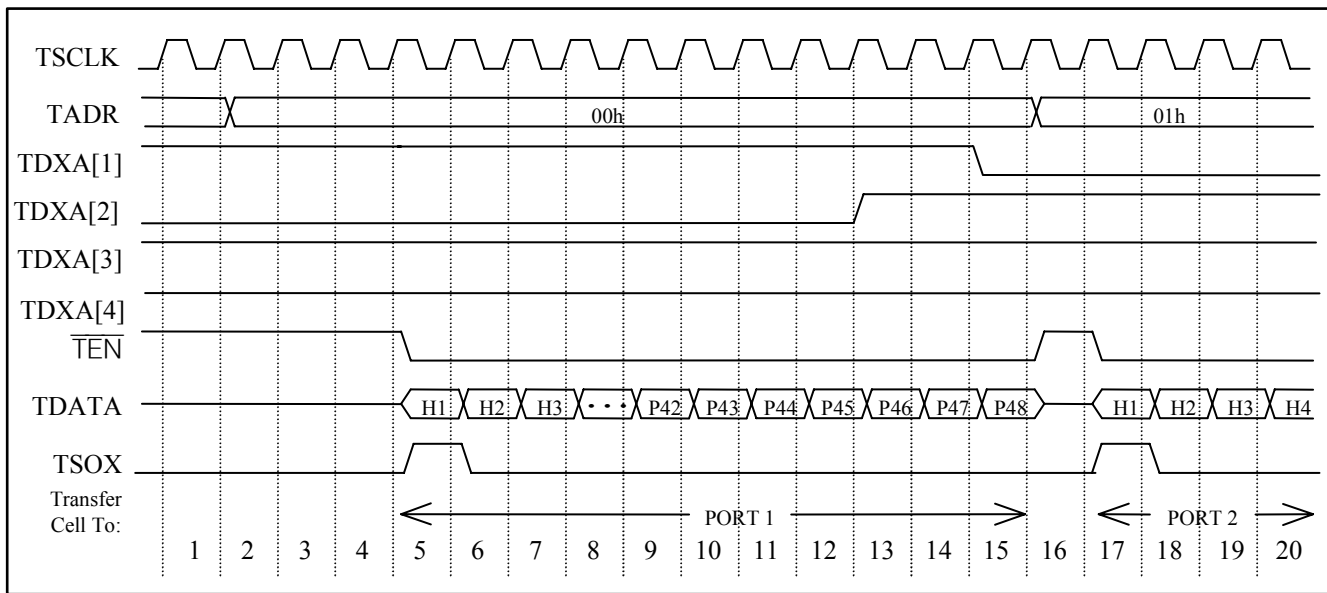 TSCLK
TADR 00h 01h
TDXA[1]
TDXA[2]
TDXA[3]
TDXA[4]
TEN
TDATA H1 H2 H3 ··· P42 P43 P44 P45 P46 P47 P48 H1 H2 H3 H4
TSOX
Transfer
Cell To: PORT 1 PORT 2
1 2 3 4 5 6 7 8 9 10 11 12 13 14 15 16 17 18 19 20